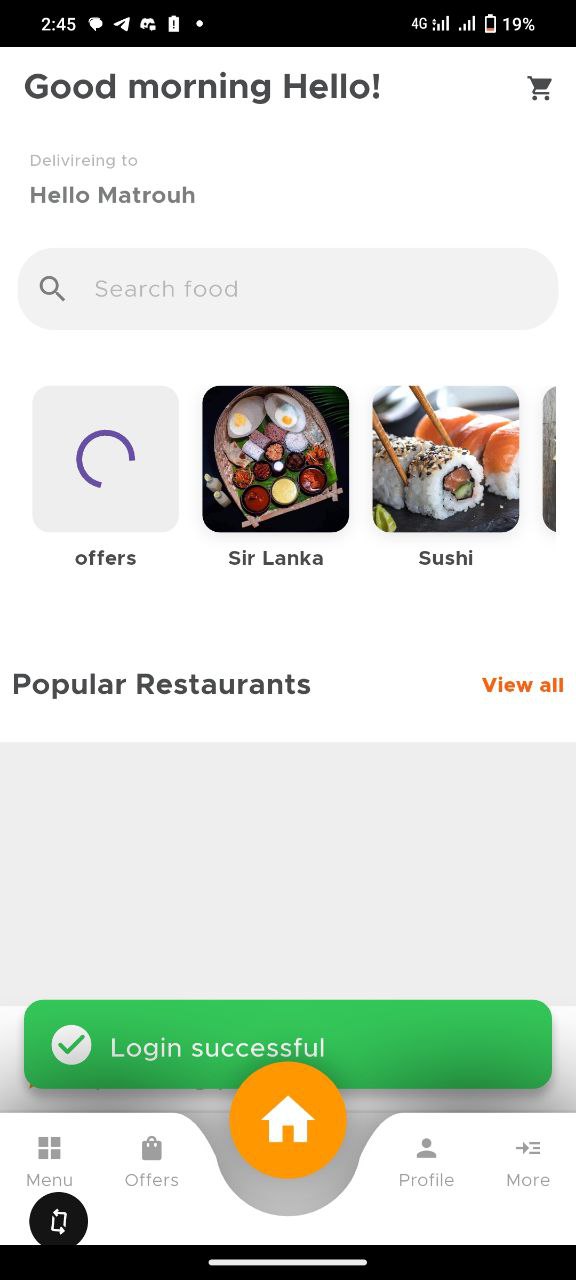 2:45
4G 19%
Good morning Hello!
Delivireing to
Hello Matrouh
Search food
offers
Sir Lanka
Sushi
Popular Restaurants
View all
Login successful
Menu
Offers
Profile
More